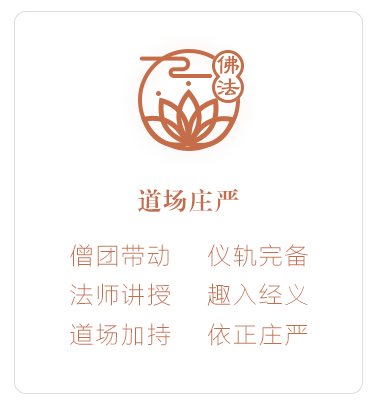 佛法
道场庄严
僧团带动 仪轨完备
法师讲授 趣入经义
道场加持 依正庄严